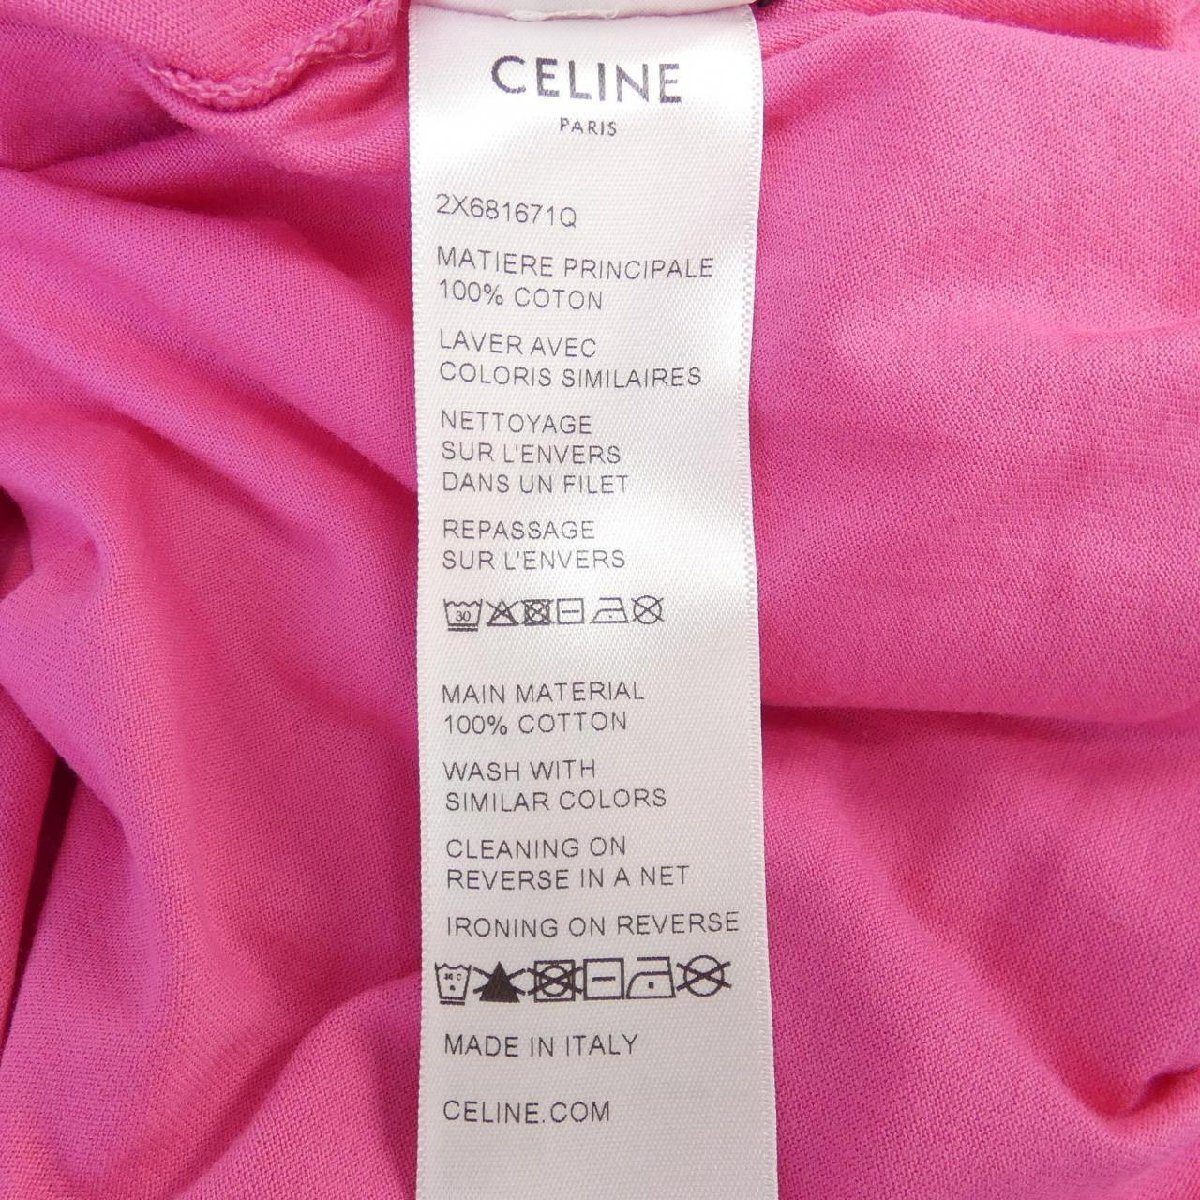 CELINE
PARIS
2X681671Q
MATIERE PRINCIPALE
100% COTON
LAVER AVEC
COLORIS SIMILAIRES
NETTOYAGE
SUR L'ENVERS
DANS UN FILET
REPASSAGE
SUR L'ENVERS
30
MAIN MATERIAL
100% COTTON
WASH WITH
SIMILAR COLORS
CLEANING ON
REVERSE IN A NET
IRONING ON REVERSE
MADE IN ITALY
CELINE.COM